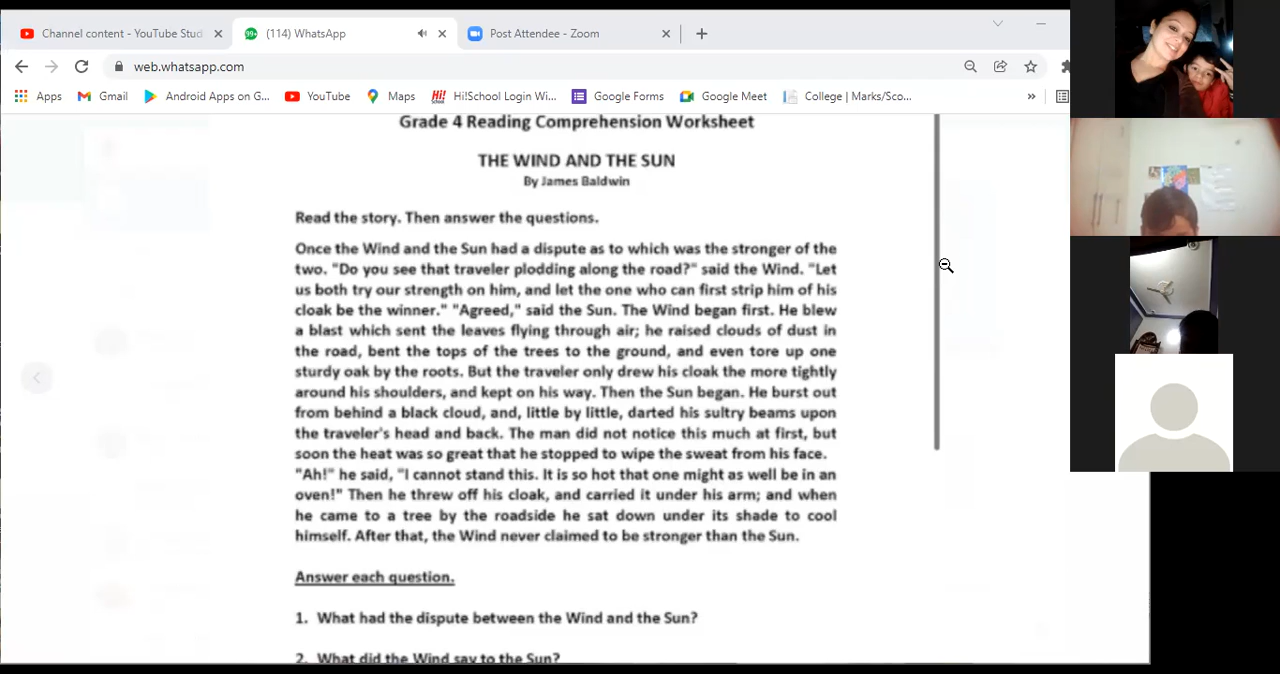 Channel content - YouTube Stud
99+
(114) WhatsApp
Post Attendee - Zoom
web.whatsapp.com
Apps
Gmail
Android Apps on G...
YouTube
Maps
Hi!
Hi!School Login Wi...
Google Forms
Google Meet
College | Marks/Sco...
»
Grade 4 Reading Comprehension Worksheet
THE WIND AND THE SUN
By James Baldwin
Read the story. Then answer the questions.
Once the Wind and the Sun had a dispute as to which was the stronger of the
two. "Do you see that traveler plodding along the road?" said the Wind. "Let
us both try our strength on him, and let the one who can first strip him of his
cloak be the winner." "Agreed," said the Sun. The Wind began first. He blew
a blast which sent the leaves flying through air; he raised clouds of dust in
the road, bent the tops of the trees to the ground, and even tore up one
sturdy oak by the roots. But the traveler only drew his cloak the more tightly
around his shoulders, and kept on his way. Then the Sun began. He burst out
from behind a black cloud, and, little by little, darted his sultry beams upon
the traveler's head and back. The man did not notice this much at first, but
soon the heat was so great that he stopped to wipe the sweat from his face.
"Ah!" he said, "I cannot stand this. It is so hot that one might as well be in an
oven!" Then he threw off his cloak, and carried it under his arm; and when
he came to a tree by the roadside he sat down under its shade to cool
himself. After that, the Wind never claimed to be stronger than the Sun.
Answer each question.
1. What had the dispute between the Wind and the Sun?
2. What did the Wind say to the Sun?